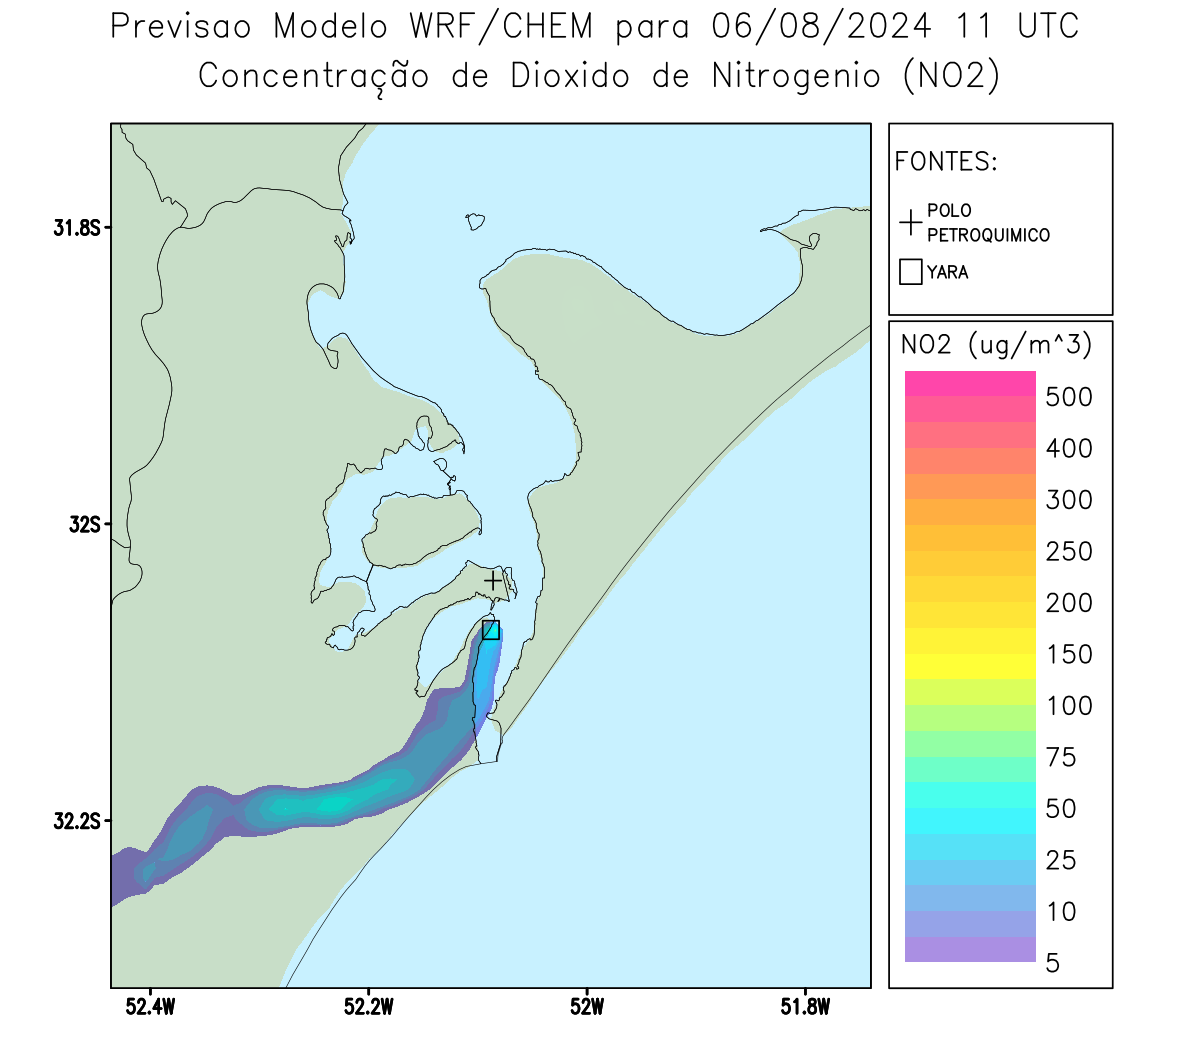 Previsao Modelo WRF/CHEM para 06/08/2024 11 UTC
Concentração de Dioxido de Nitrogenio (NO2)
FONTES:
POLO
PETROQUIMICO
YARA
31.8S
32S
32.2S
52.4W
52.2W
52W
51.8W
NO2 (ug/m^3)
500
400
300
250
200
150
100
75
50
25
10
5